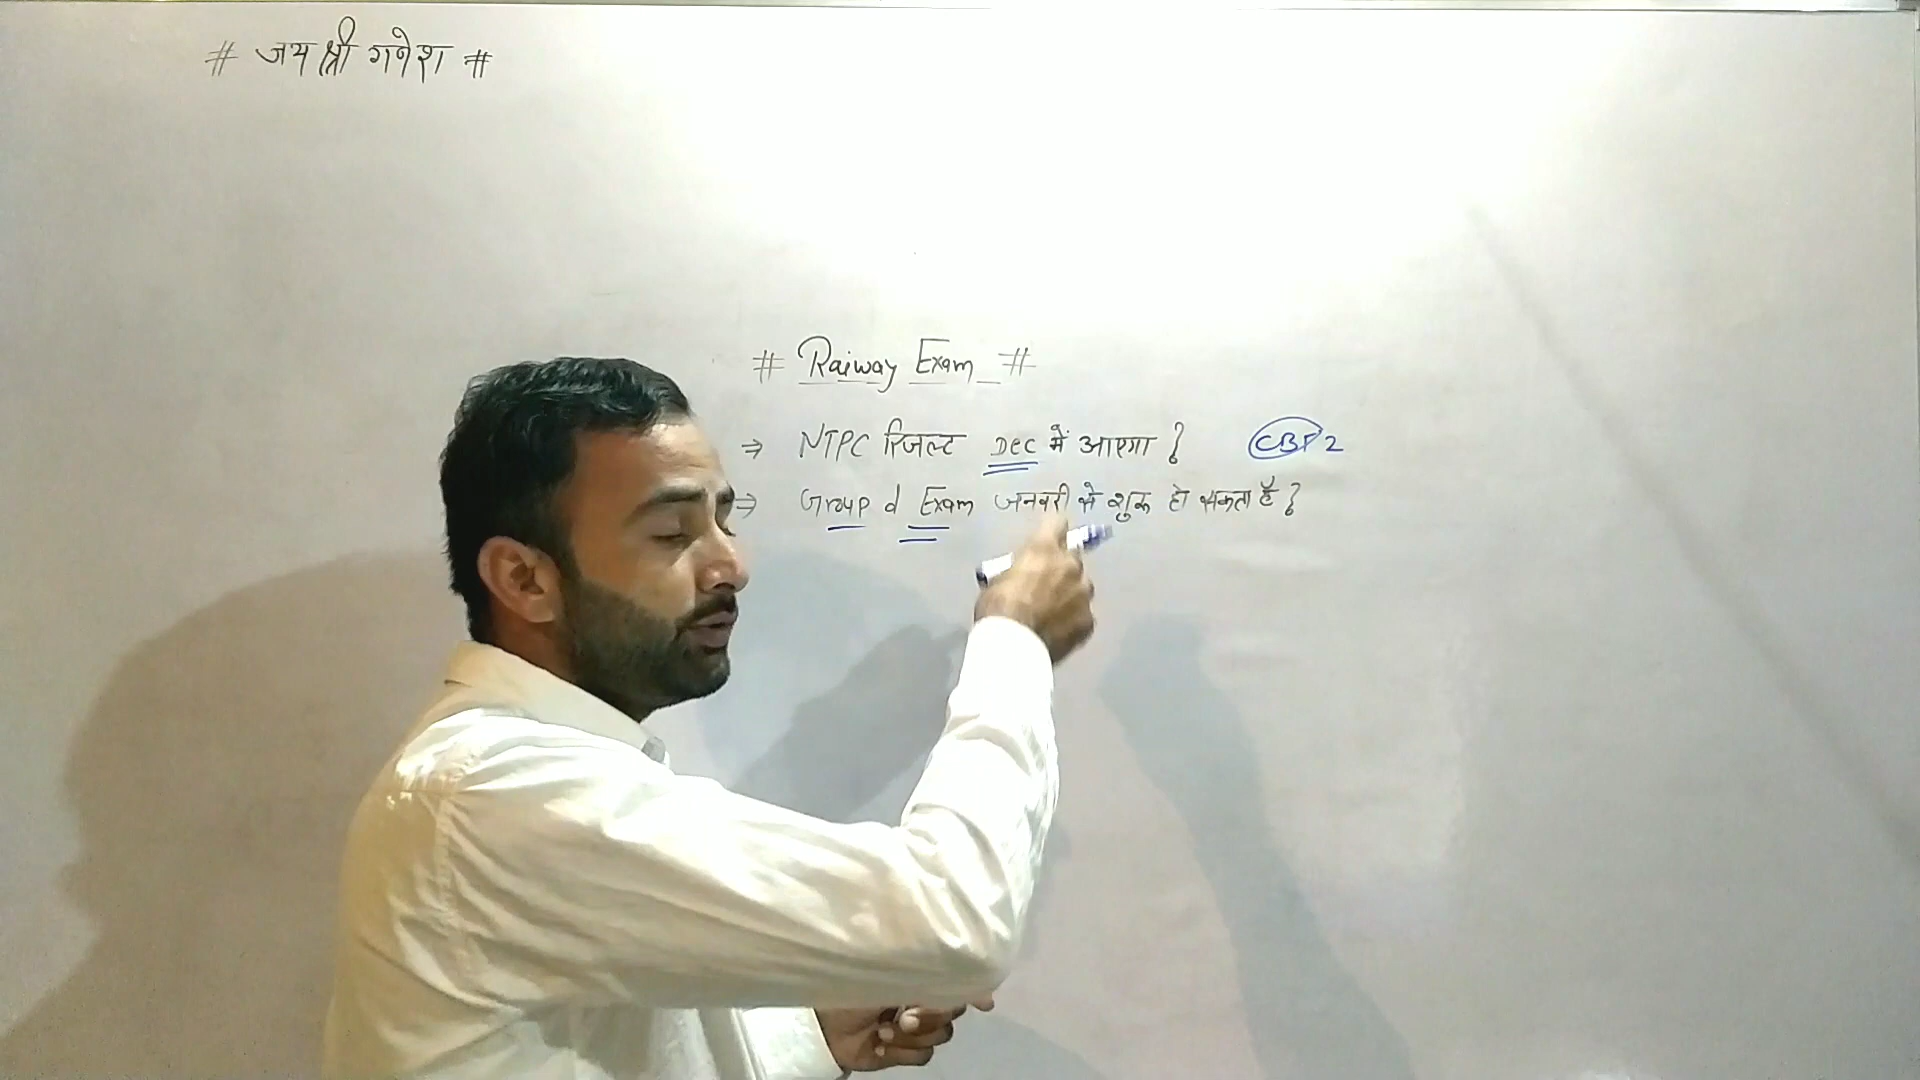 # जय श्री गणेश #
# Raiway Exam #
⇒ NTPC रिजल्ट Dec में आएगा ? CBT 2
⇒ Group d Exam जनवरी से शुरू हो सकता है ?